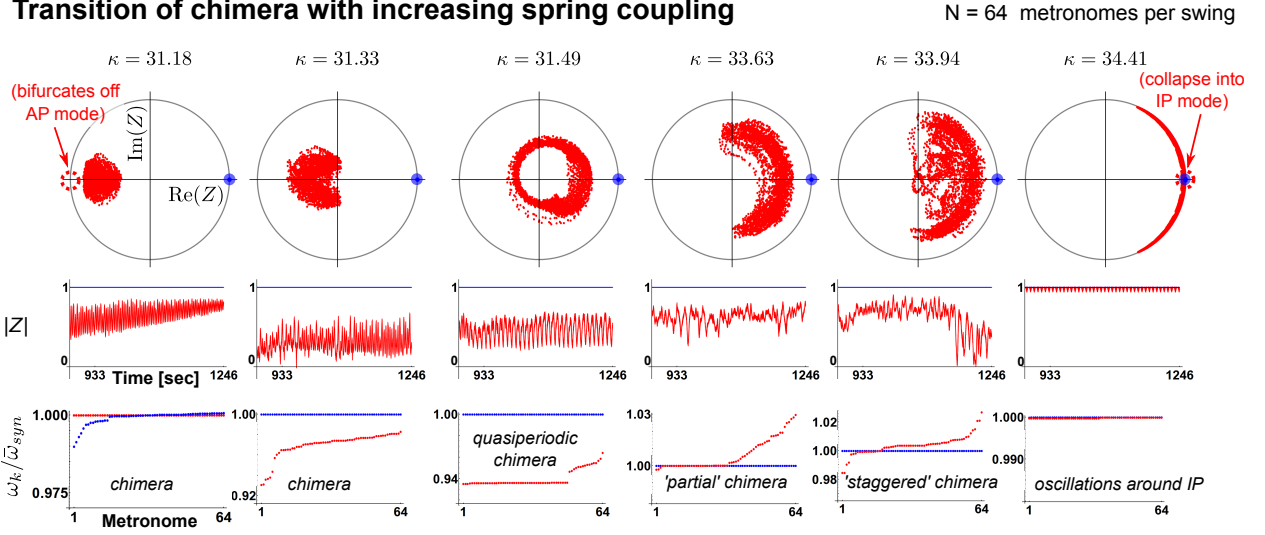 Transition of chimera with increasing spring coupling
N = 64 metronomes per swing
κ = 31.18
κ = 31.33
κ = 31.49
κ = 33.63
κ = 33.94
κ = 34.41
(bifurcates off
AP mode)
(collapse into
IP mode)
Im(Z)
Re(Z)
|Z|
1
0
933
Time [sec]
1246
1
0
933
1246
1
0
933
1246
1
0
933
1246
1
0
933
1246
1
0
933
1246
ω_k/ω̄_syn
1.000
0.975
chimera
1
Metronome
64
1.00
0.92
chimera
1
64
1.00
0.94
quasiperiodic
chimera
1
64
1.03
1.00
'partial' chimera
1
64
1.02
1.00
0.98
'staggered' chimera
1
64
1.000
0.990
oscillations around IP
1
64